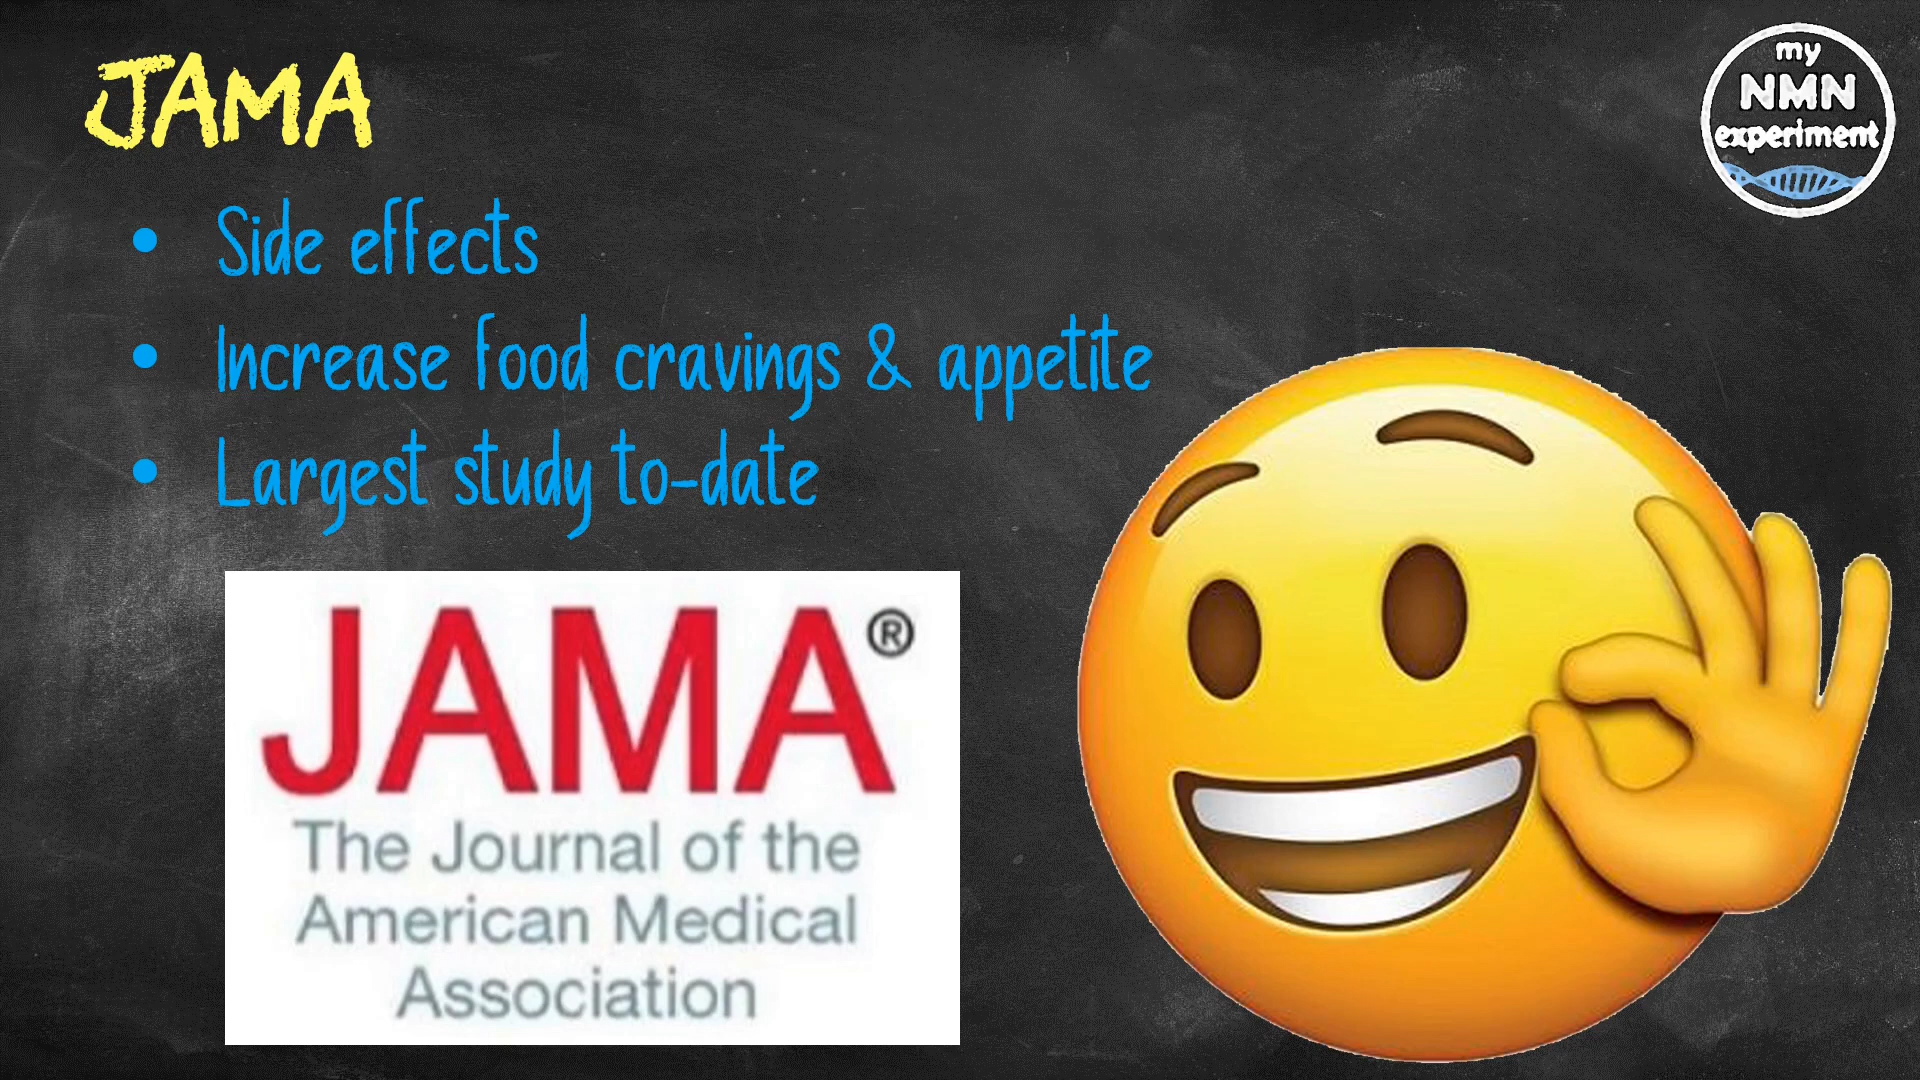 JAMA
my
NMN
experiment
• Side effects
• Increase food cravings & appetite
• Largest study to-date
JAMA®
The Journal of the
American Medical
Association